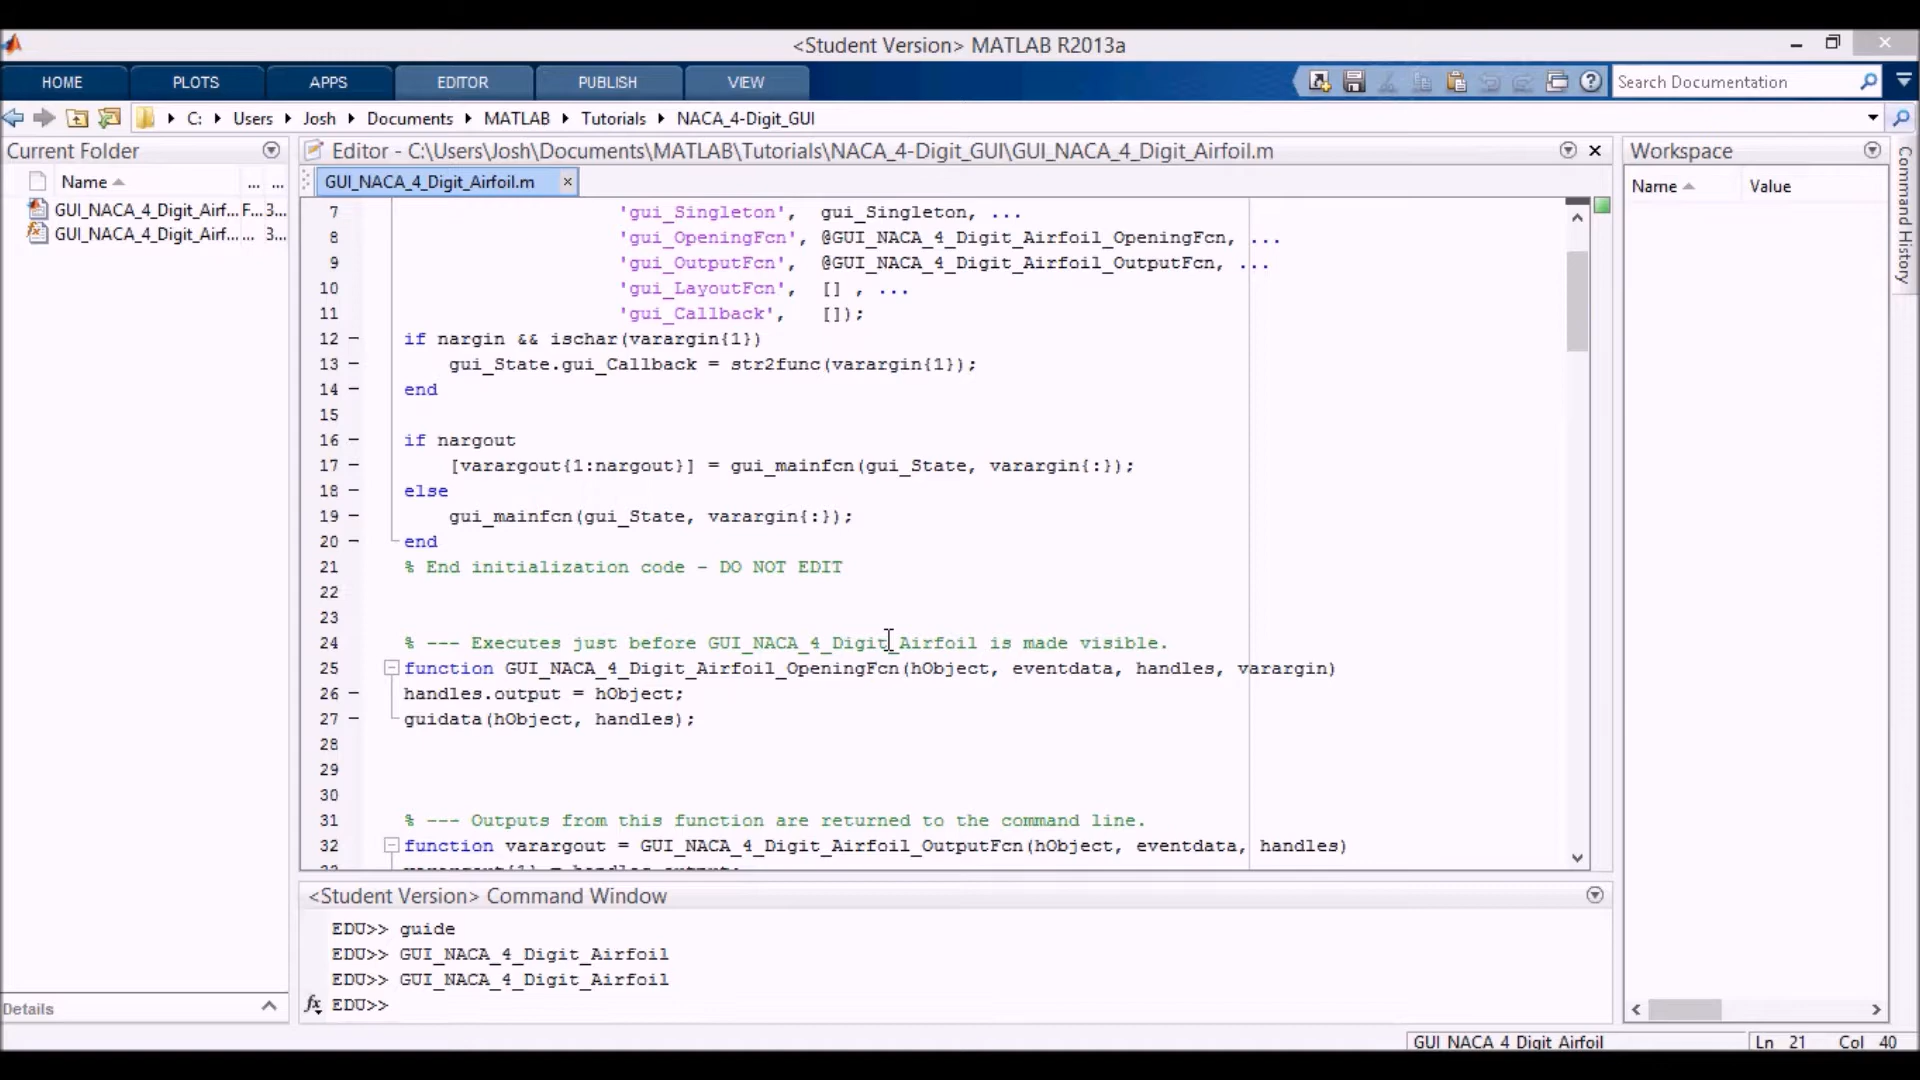 <Student Version> MATLAB R2013a
HOME PLOTS APPS EDITOR PUBLISH VIEW Search Documentation
C: Users Josh Documents MATLAB Tutorials NACA_4-Digit_GUI
Current Folder
Name ... ...
GUI_NACA_4_Digit_Airf... F... 3...
GUI_NACA_4_Digit_Airf... ... 3...
Details
Editor - C:\Users\Josh\Documents\MATLAB\Tutorials\NACA_4-Digit_GUI\GUI_NACA_4_Digit_Airfoil.m
GUI_NACA_4_Digit_Airfoil.m
7 'gui_Singleton', gui_Singleton, ...
8 'gui_OpeningFcn', @GUI_NACA_4_Digit_Airfoil_OpeningFcn, ...
9 'gui_OutputFcn', @GUI_NACA_4_Digit_Airfoil_OutputFcn, ...
10 'gui_LayoutFcn', [] , ...
11 'gui_Callback', []);
12 if nargin && ischar(varargin{1})
13 gui_State.gui_Callback = str2func(varargin{1});
14 end
15
16 if nargout
17 [varargout{1:nargout}] = gui_mainfcn(gui_State, varargin{:});
18 else
19 gui_mainfcn(gui_State, varargin{:});
20 end
21 % End initialization code - DO NOT EDIT
22
23
24 % --- Executes just before GUI_NACA_4_Digit_Airfoil is made visible.
25 function GUI_NACA_4_Digit_Airfoil_OpeningFcn(hObject, eventdata, handles, varargin)
26 handles.output = hObject;
27 guidata(hObject, handles);
28
29
30
31 % --- Outputs from this function are returned to the command line.
32 function varargout = GUI_NACA_4_Digit_Airfoil_OutputFcn(hObject, eventdata, handles)
<Student Version> Command Window
EDU>> guide
EDU>> GUI_NACA_4_Digit_Airfoil
EDU>> GUI_NACA_4_Digit_Airfoil
fx EDU>>
Workspace
Name Value
Command History
GUI_NACA_4_Digit_Airfoil Ln 21 Col 40